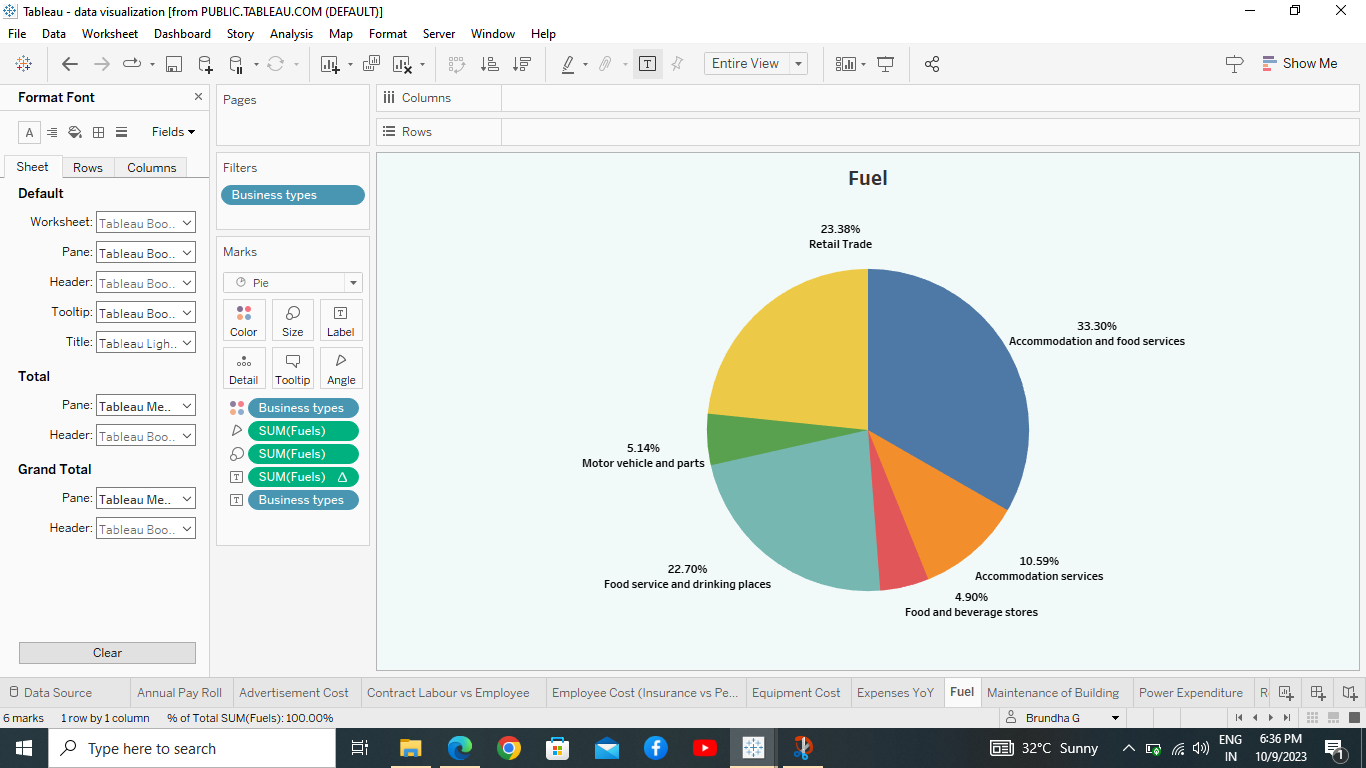 Tableau - data visualization [from PUBLIC.TABLEAU.COM (DEFAULT)]
File Data Worksheet Dashboard Story Analysis Map Format Server Window Help
Entire View
Show Me
Format Font
Fields
Sheet Rows Columns
Default
Worksheet: Tableau Boo..
Pane: Tableau Boo..
Header: Tableau Boo..
Tooltip: Tableau Boo..
Title: Tableau Ligh..
Total
Pane: Tableau Me..
Header: Tableau Boo..
Grand Total
Pane: Tableau Me..
Header: Tableau Boo..
Clear
Pages
Filters
Business types
Marks
Pie
Color Size Label
Detail Tooltip Angle
Business types
SUM(Fuels)
SUM(Fuels)
SUM(Fuels)
Business types
Columns
Rows
Fuel
23.38%
Retail Trade
33.30%
Accommodation and food services
5.14%
Motor vehicle and parts
22.70%
Food service and drinking places
10.59%
Accommodation services
4.90%
Food and beverage stores
Data Source Annual Pay Roll Advertisement Cost Contract Labour vs Employee Employee Cost (Insurance vs Pe... Equipment Cost Expenses YoY Fuel Maintenance of Building Power Expenditure
6 marks 1 row by 1 column % of Total SUM(Fuels): 100.00%
Brundha G
Type here to search
32°C Sunny
ENG
IN
6:36 PM
10/9/2023
1